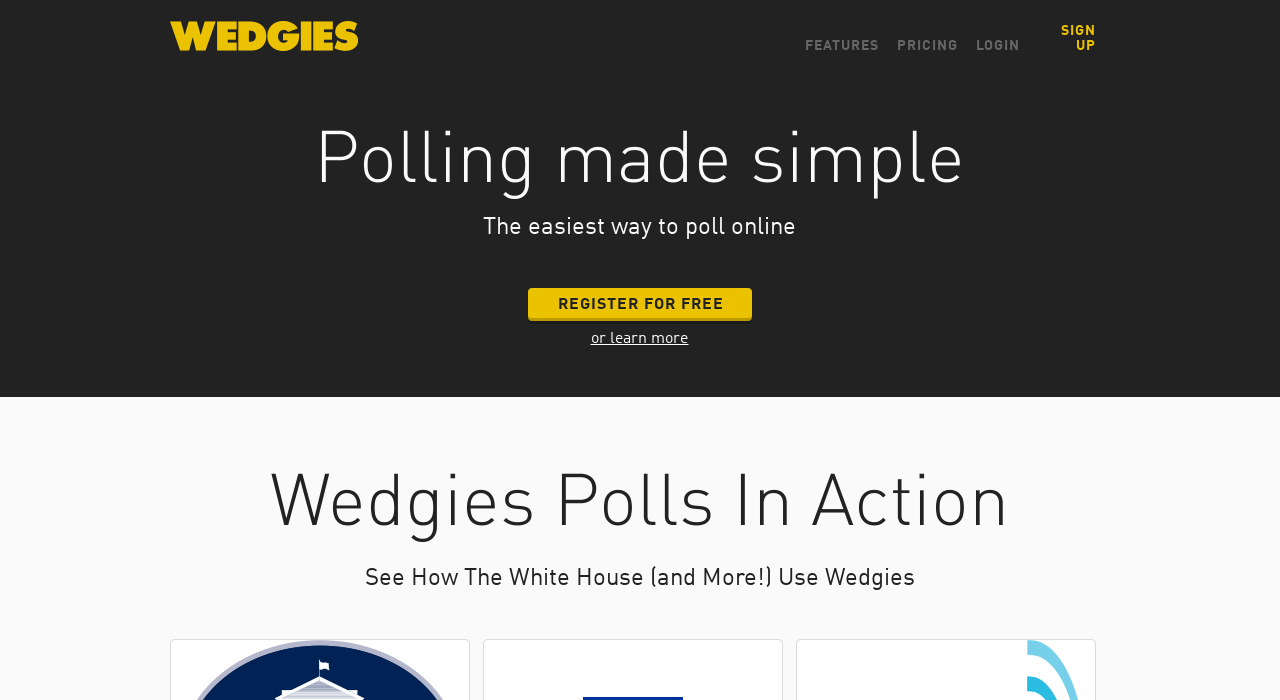 WEDGIES
FEATURES PRICING LOGIN SIGN UP
Polling made simple
The easiest way to poll online
REGISTER FOR FREE
or learn more
Wedgies Polls In Action
See How The White House (and More!) Use Wedgies